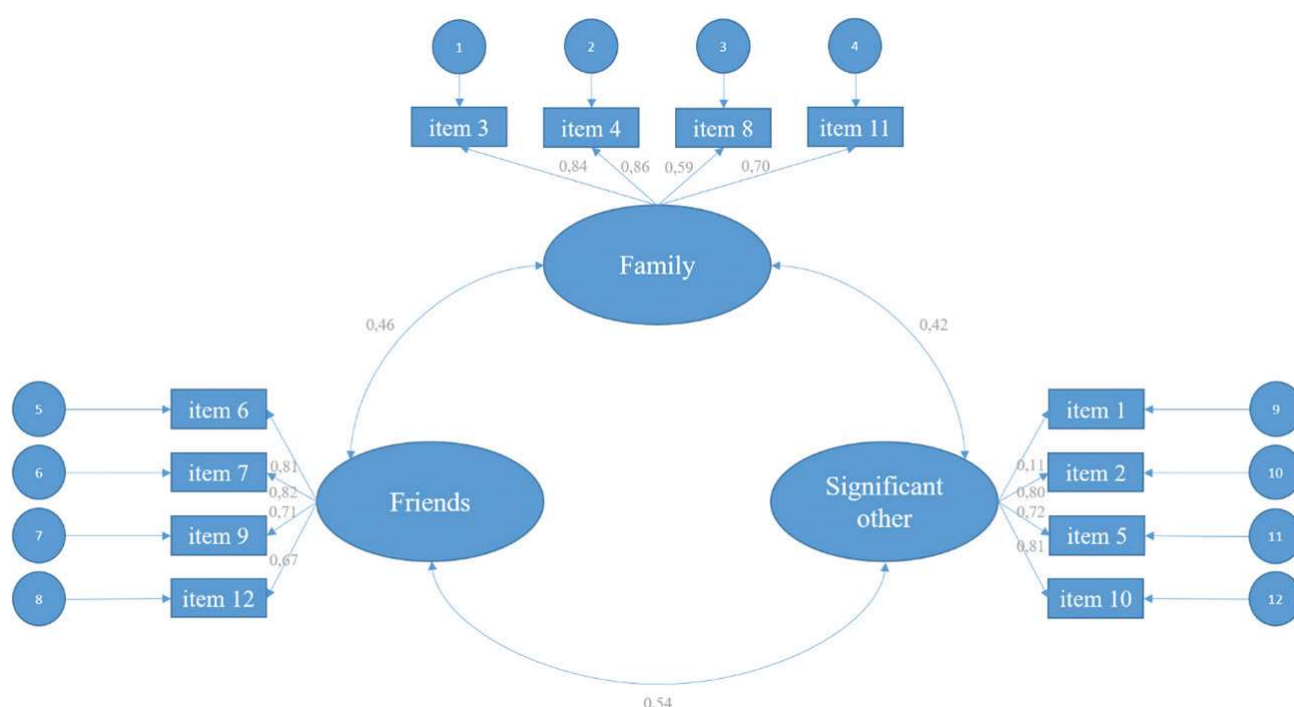 1 2 3 4
item 3 item 4 item 8 item 11
0,84 0,86 0,59 0,70
Family
0,46 0,42
5 item 6 item 1 9
6 item 7 0,81 0,11 item 2 10
0,82 0,80
Friends
Significant
other
7 item 9 0,71 0,72 item 5 11
0,67 0,81
8 item 12 item 10 12
0,54